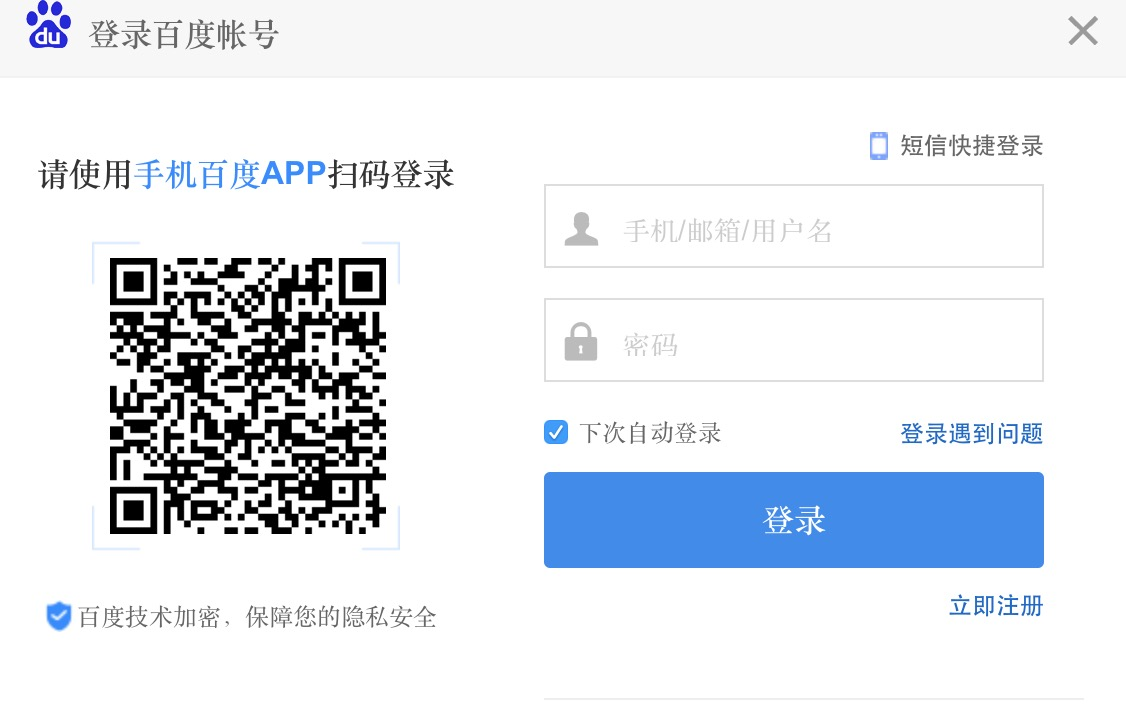 du 登录百度帐号
请使用手机百度APP扫码登录
百度技术加密，保障您的隐私安全
短信快捷登录
手机/邮箱/用户名
密码
下次自动登录
登录遇到问题
登录
立即注册